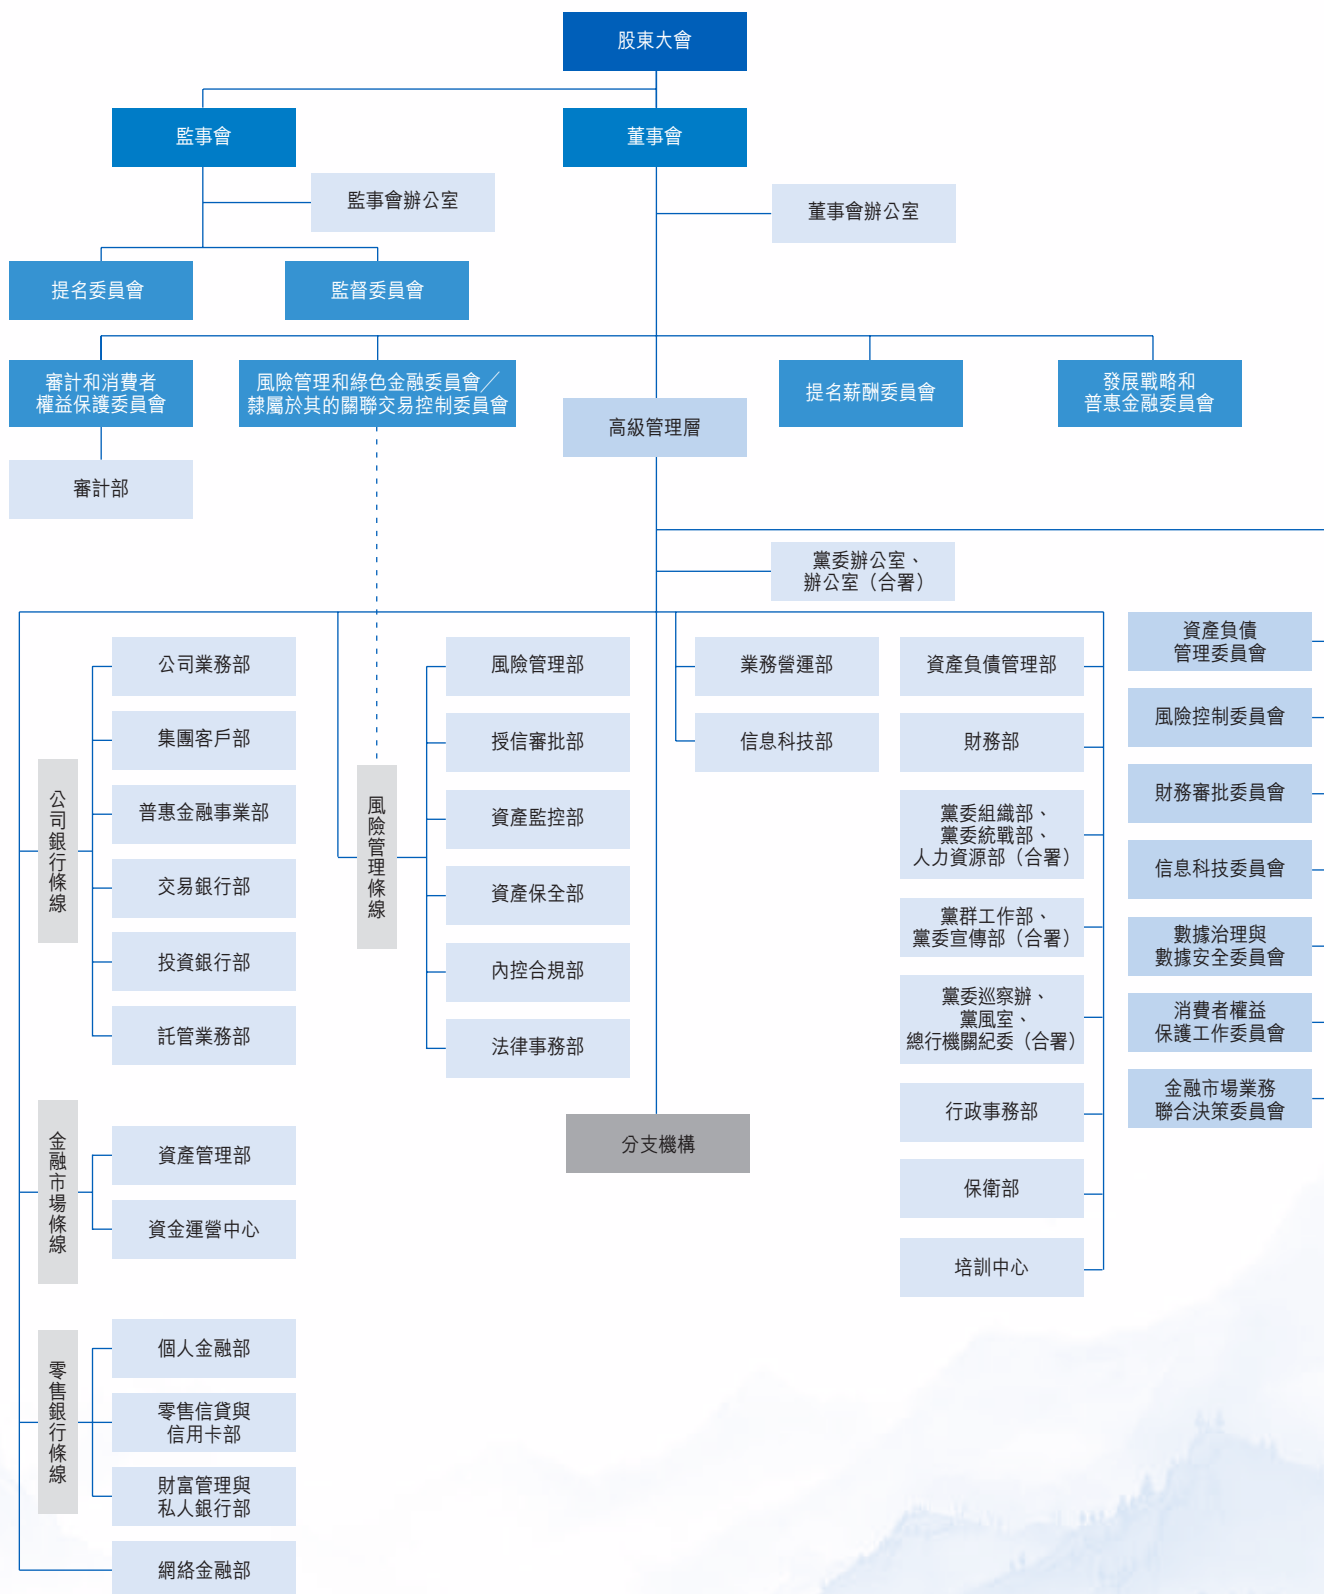 股東大會
監事會
董事會
監事會辦公室
董事會辦公室
提名委員會
監督委員會
審計和消費者
權益保護委員會
風險管理和綠色金融委員會／
隸屬於其的關聯交易控制委員會
提名薪酬委員會
發展戰略和
普惠金融委員會
高級管理層
審計部
黨委辦公室、
辦公室（合署）
公司銀行條線
公司業務部
集團客戶部
普惠金融事業部
交易銀行部
投資銀行部
託管業務部
金融市場條線
資產管理部
資金運營中心
零售銀行條線
個人金融部
零售信貸與
信用卡部
財富管理與
私人銀行部
網絡金融部
風險管理條線
風險管理部
授信審批部
資產監控部
資產保全部
內控合規部
法律事務部
分支機構
業務營運部
信息科技部
資產負債管理部
財務部
黨委組織部、
黨委統戰部、
人力資源部（合署）
黨群工作部、
黨委宣傳部（合署）
黨委巡察辦、
黨風室、
總行機關紀委（合署）
行政事務部
保衛部
培訓中心
資產負債
管理委員會
風險控制委員會
財務審批委員會
信息科技委員會
數據治理與
數據安全委員會
消費者權益
保護工作委員會
金融市場業務
聯合決策委員會